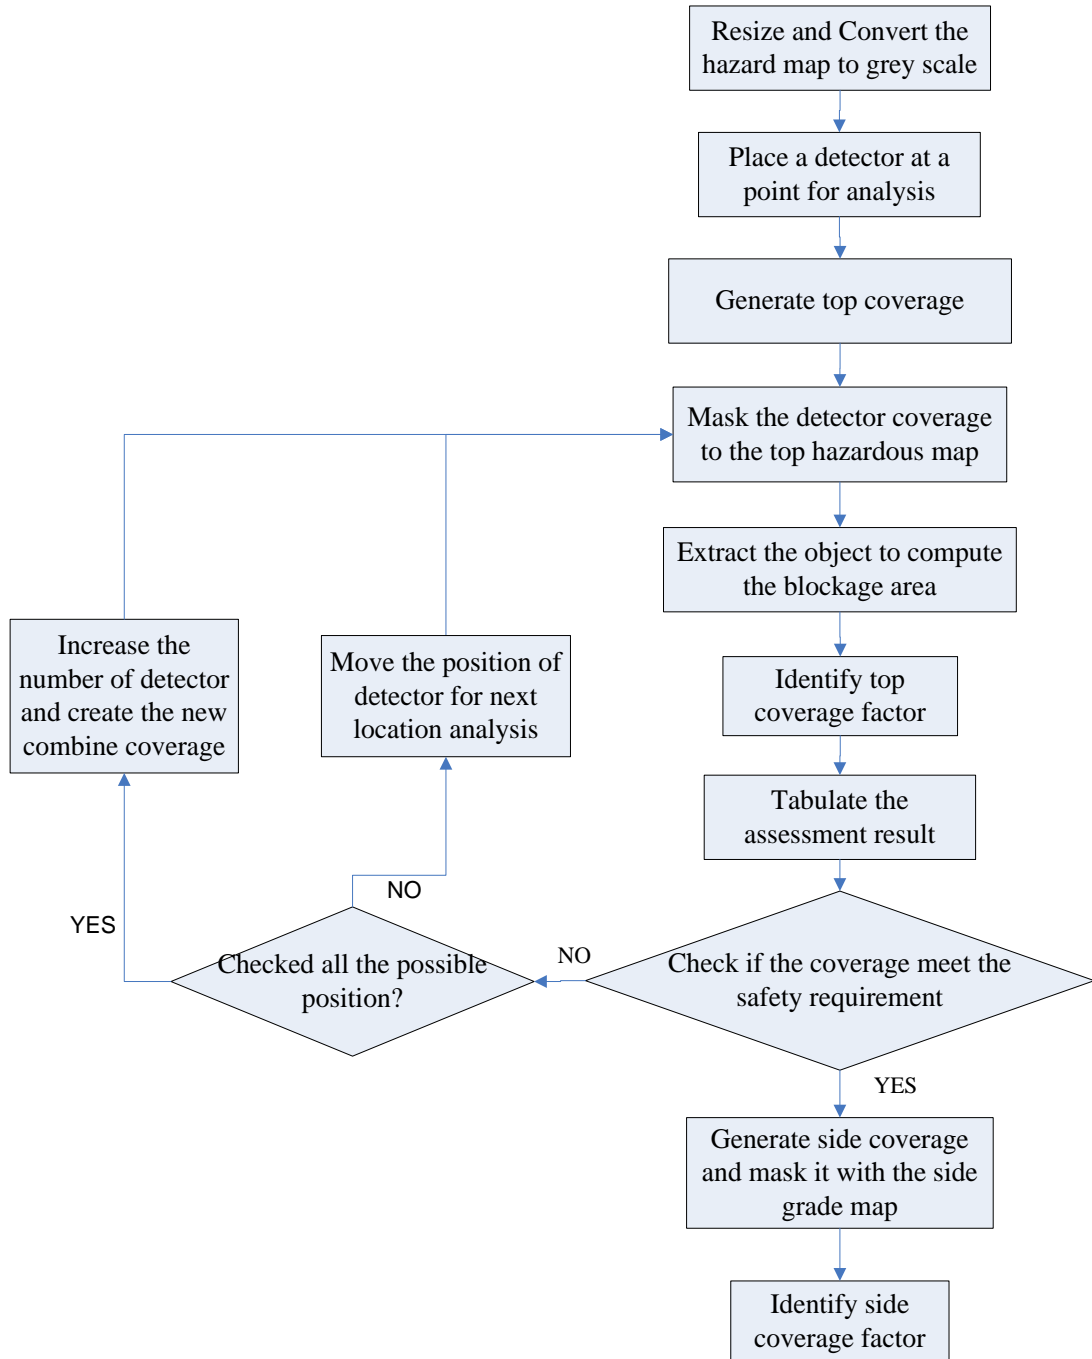 Resize and Convert the
hazard map to grey scale
Place a detector at a
point for analysis
Generate top coverage
Mask the detector coverage
to the top hazardous map
Extract the object to compute
the blockage area
Increase the
number of detector
and create the new
combine coverage
Move the position of
detector for next
location analysis
Identify top
coverage factor
Tabulate the
assessment result
NO
YES
NO
Checked all the possible
position?
Check if the coverage meet the
safety requirement
YES
Generate side coverage
and mask it with the side
grade map
Identify side
coverage factor